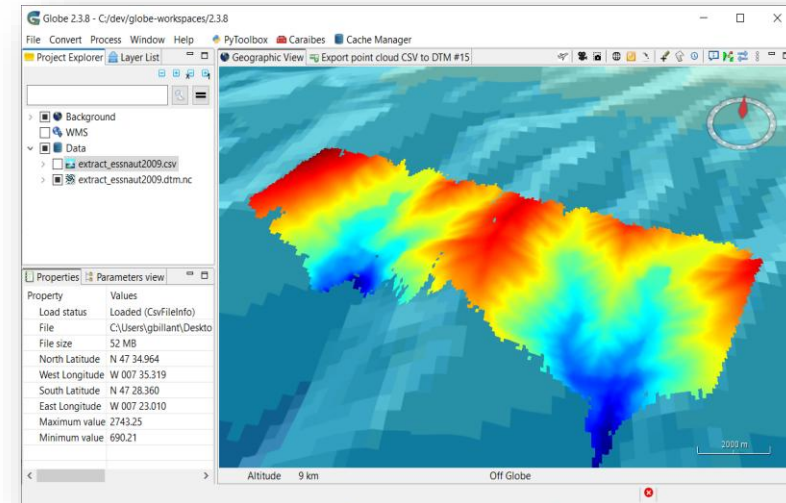 Globe 2.3.8 - C:/dev/globe-workspaces/2.3.8
File Convert Process Window Help PyToolbox Caraibes Cache Manager
Project Explorer Layer List
Geographic View Export point cloud CSV to DTM #15
Background
WMS
Data
extract_essnaut2009.csv
extract_essnaut2009.dtm.nc
Properties Parameters view
Property Values
Load status Loaded (CsvFileInfo)
File C:\Users\gbillant\Deskto
File size 52 MB
North Latitude N 47 34.964
West Longitude W 007 35.319
South Latitude N 47 28.360
East Longitude W 007 23.010
Maximum value 2743.25
Minimum value 690.21
2000 m
Altitude 9 km Off Globe